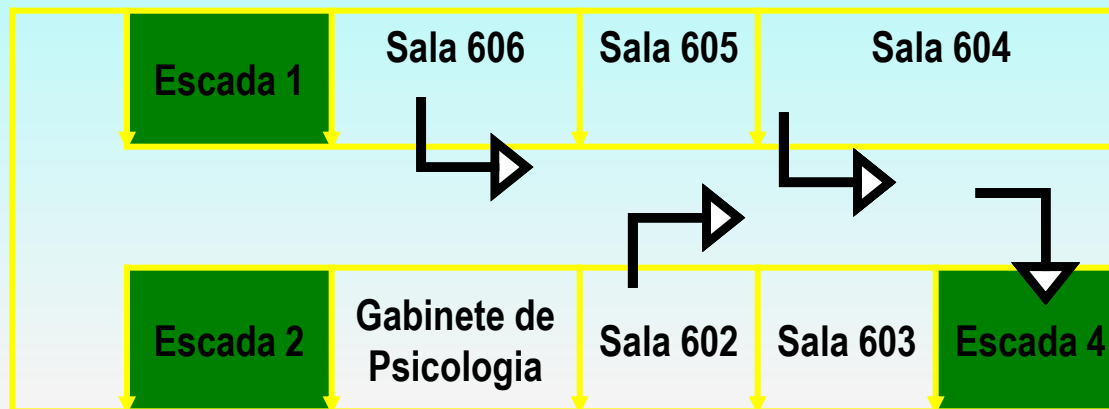 Escada 1
Sala 606
Sala 605
Sala 604
Escada 2
Gabinete de
Psicologia
Sala 602
Sala 603
Escada 4